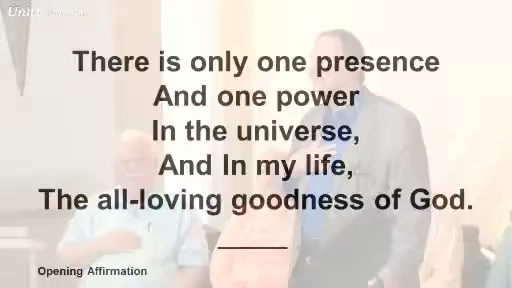 Unity
There is only one presence
And one power
In the universe,
And In my life,
The all-loving goodness of God.
Opening Affirmation